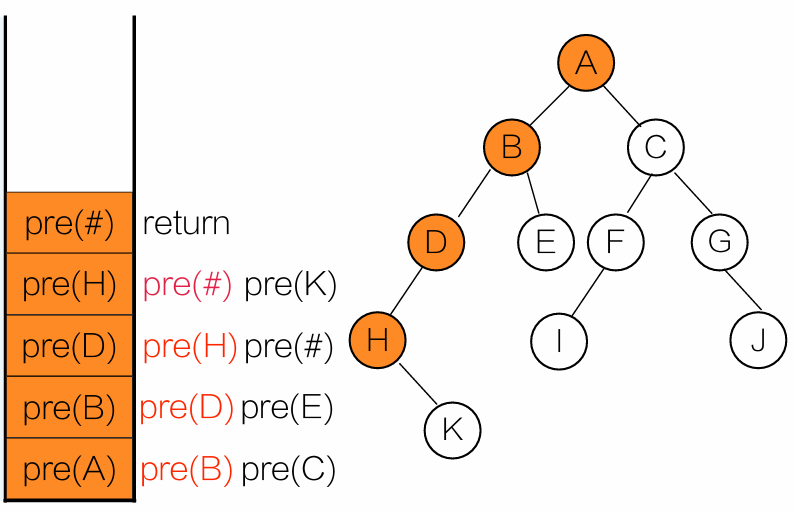 pre(#) return
pre(H) pre(#) pre(K)
pre(D) pre(H) pre(#)
pre(B) pre(D) pre(E)
pre(A) pre(B) pre(C)
A
B C
D E F G
H I J
K